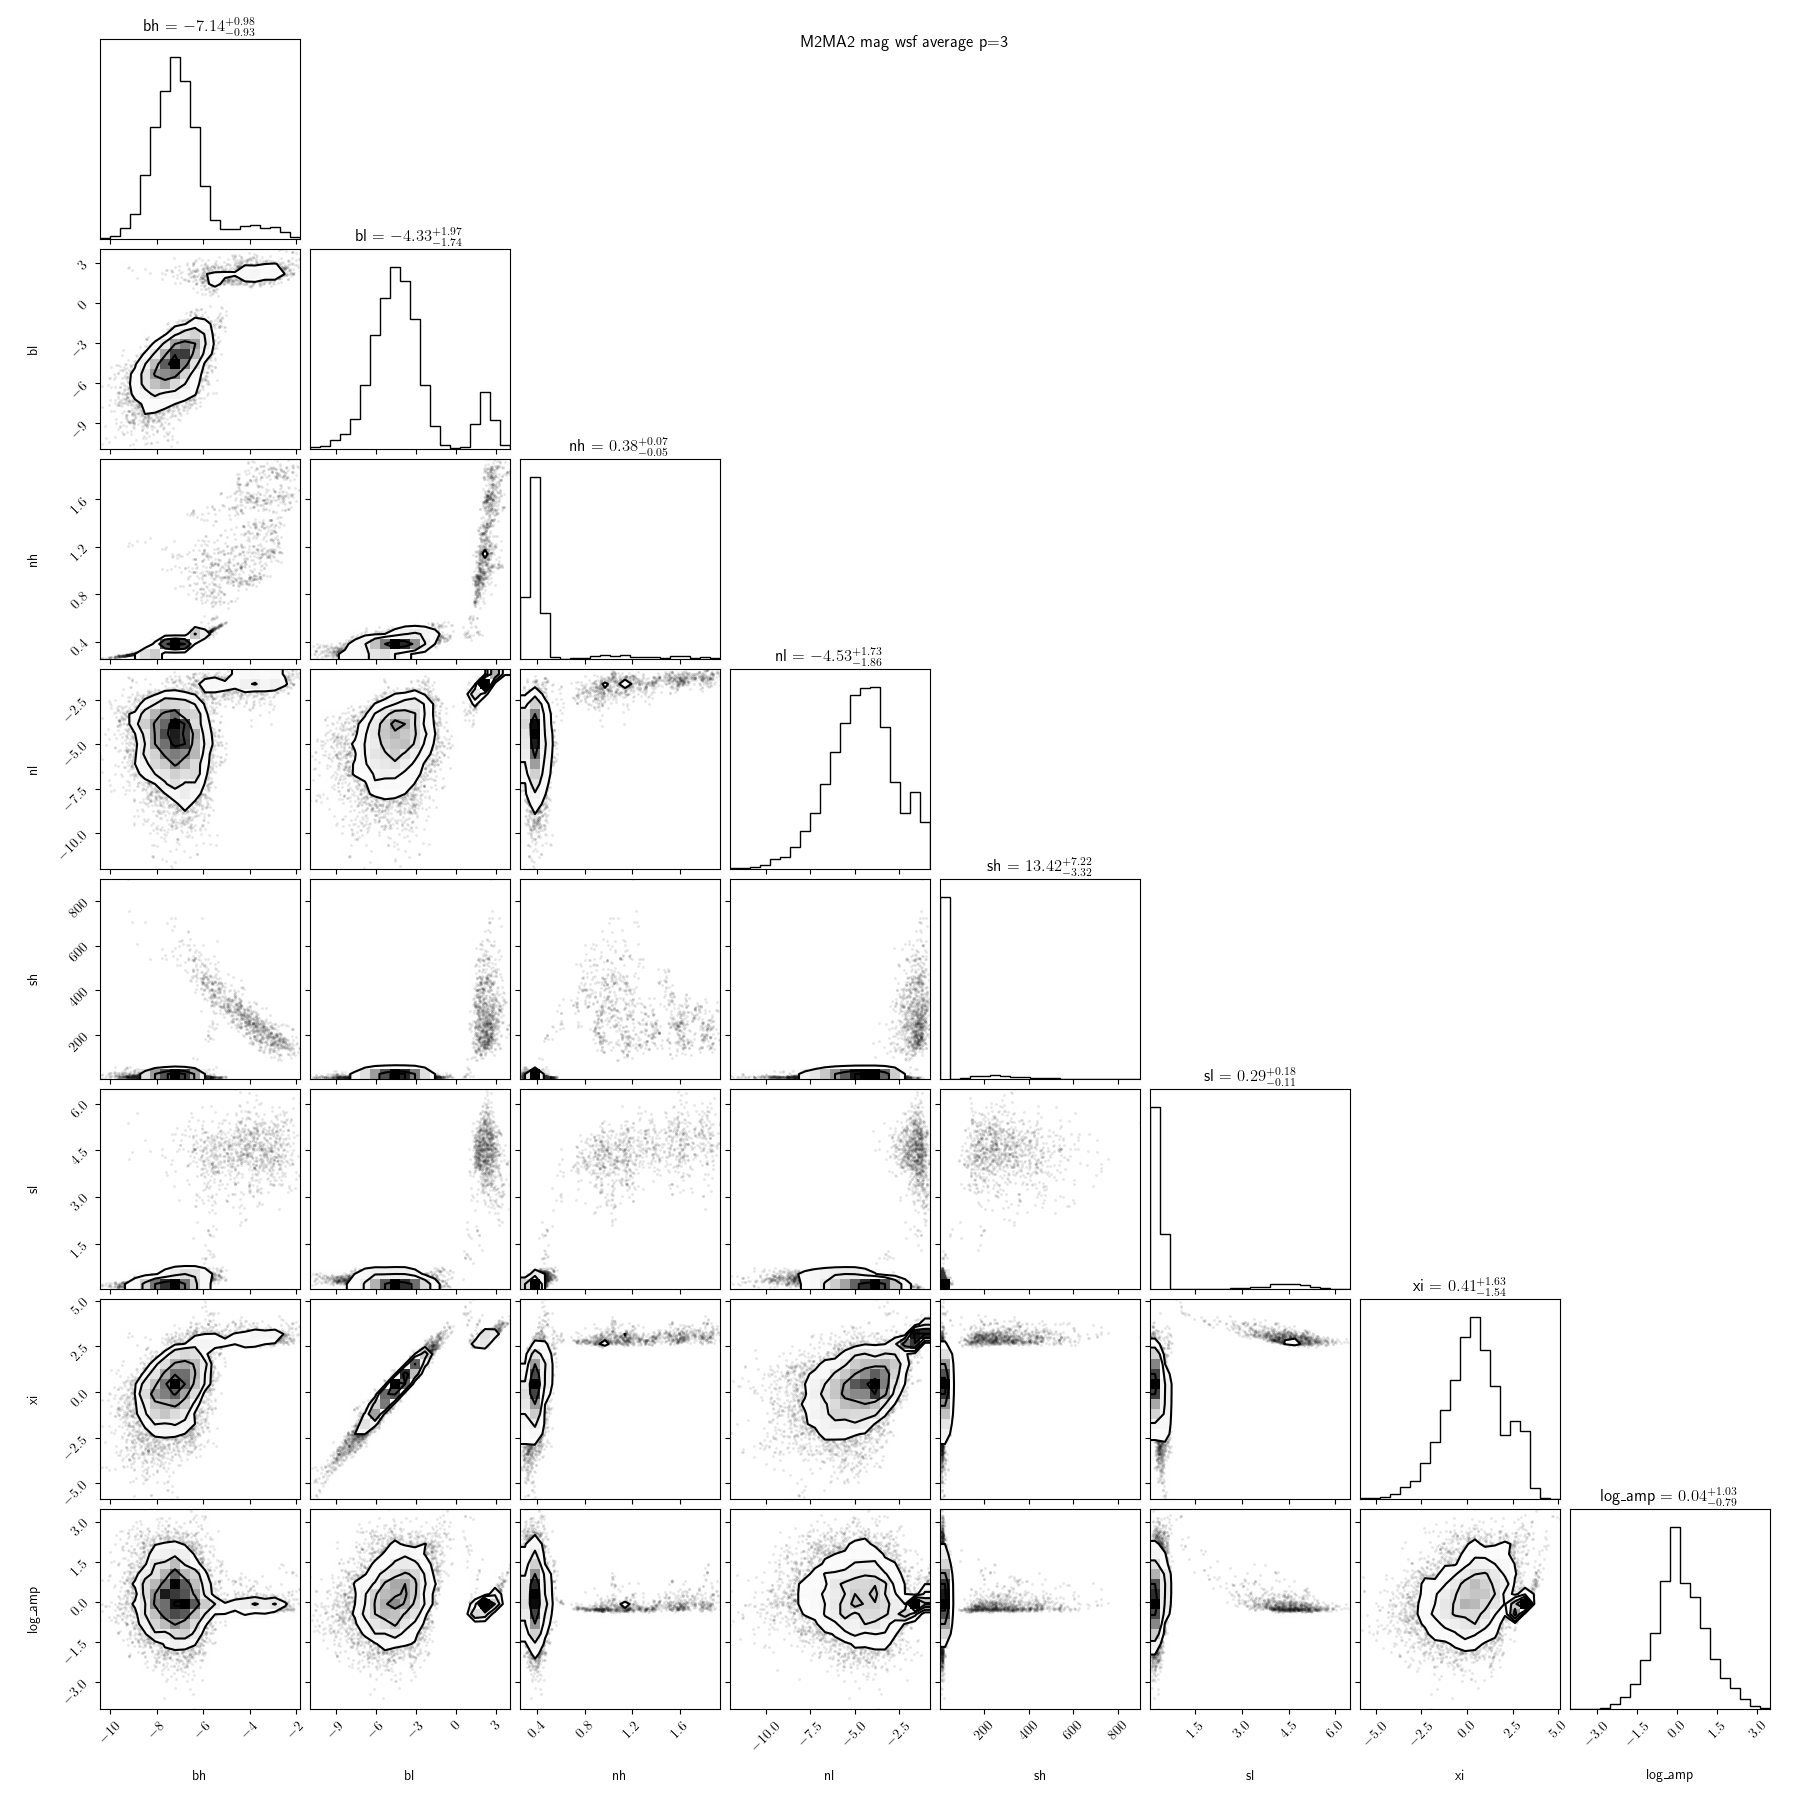 M2MA2 mag wsf average p=3
bh = −7.14+0.98−0.93
bl = −4.33+1.97−1.74
3
0
−3
−6
−9
bl
nh = 0.38+0.07−0.05
1.6
1.2
0.8
0.4
nh
nl = −4.53+1.73−1.86
−2.5
−5.0
−7.5
−10.0
nl
sh = 13.42+7.22−3.32
800
600
400
200
sh
sl = 0.29+0.18−0.11
6.0
4.5
3.0
1.5
sl
xi = 0.41+1.63−1.54
5.0
2.5
0.0
−2.5
−5.0
xi
log_amp = 0.04+1.03−0.79
3.0
1.5
0.0
−1.5
−3.0
log_amp
−10 −8 −6 −4 −2
−9 −6 −3 0 3
0.4 0.8 1.2 1.6
−10.0 −7.5 −5.0 −2.5
200 400 600 800
1.5 3.0 4.5 6.0
−5.0 −2.5 0.0 2.5 5.0
−3.0 −1.5 0.0 1.5 3.0
bh bl nh nl sh sl xi log_amp